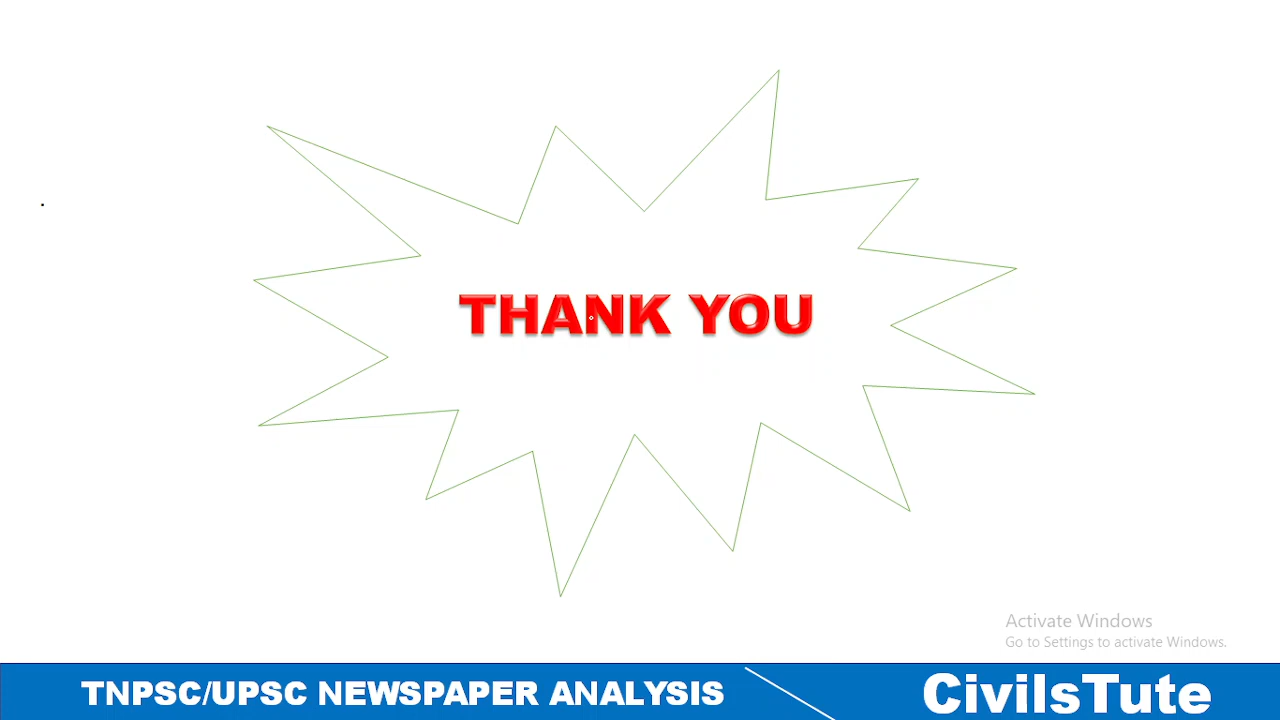 THANK YOU
Activate Windows
Go to Settings to activate Windows.
TNPSC/UPSC NEWSPAPER ANALYSIS
CivilsTute